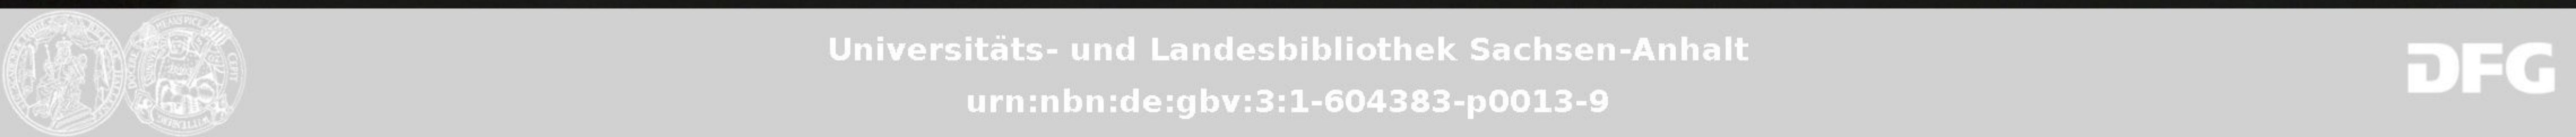 Universitäts- und Landesbibliothek Sachsen-Anhalt
urn:nbn:de:gbv:3:1-604383-p0013-9
DFG